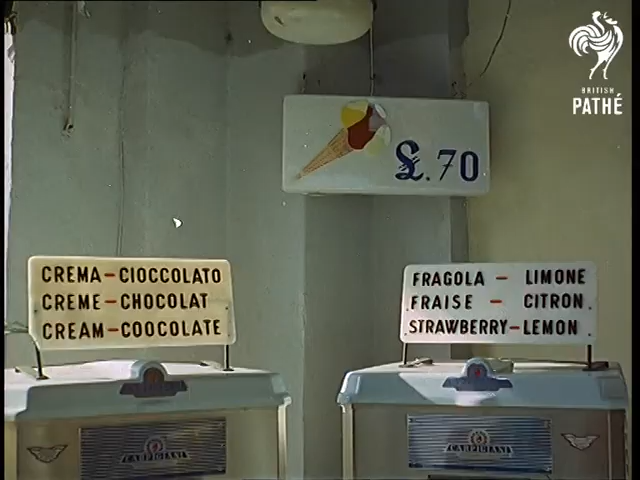 BRITISH
PATHÉ
£.70
CREMA-CIOCCOLATO
CREME-CHOCOLAT
CREAM-COOCOLATE
FRAGOLA - LIMONE
FRAISE - CITRON
STRAWBERRY-LEMON
CARPIGIANI
CARPIGIANI